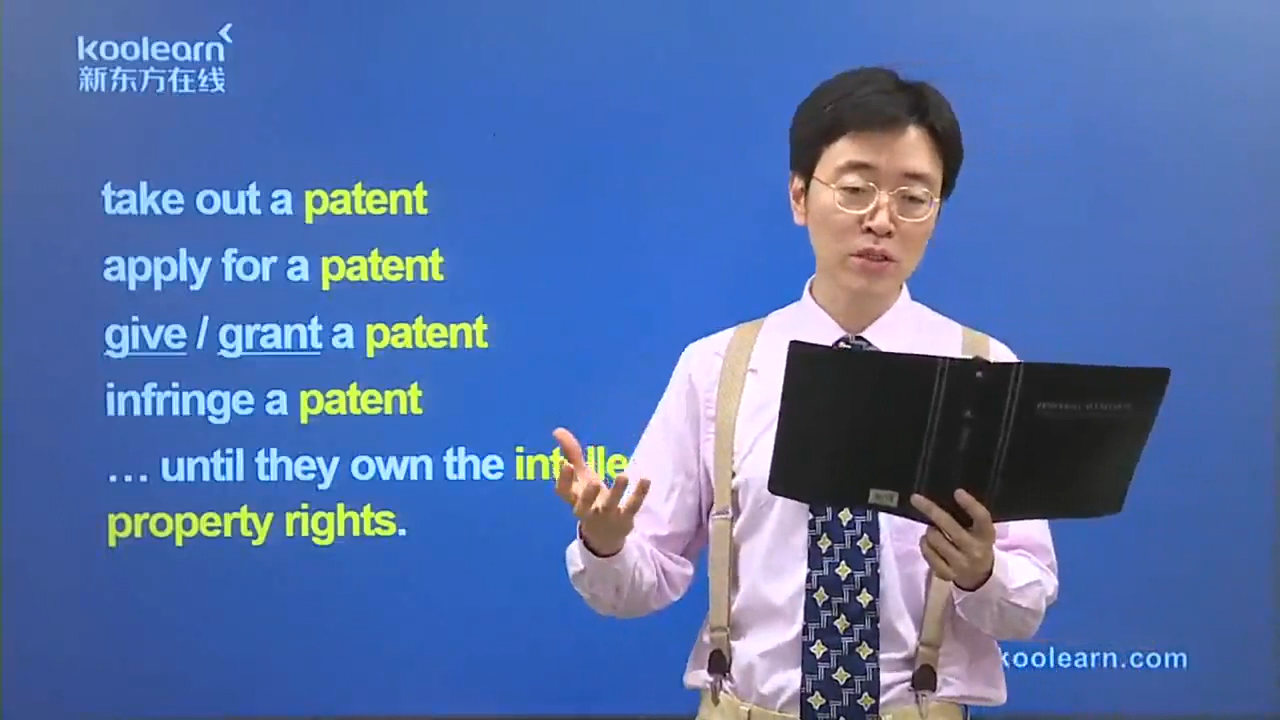 koolearn
新东方在线
take out a patent
apply for a patent
give / grant a patent
infringe a patent
… until they own the
property rights.
koolearn.com